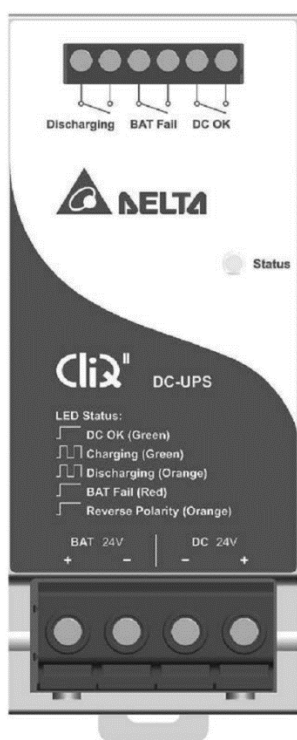 Discharging BAT Fail DC OK
DELTA
Status
CliQ II DC-UPS
LED Status:
DC OK (Green)
Charging (Green)
Discharging (Orange)
BAT Fail (Red)
Reverse Polarity (Orange)
BAT 24V DC 24V
+ - - +